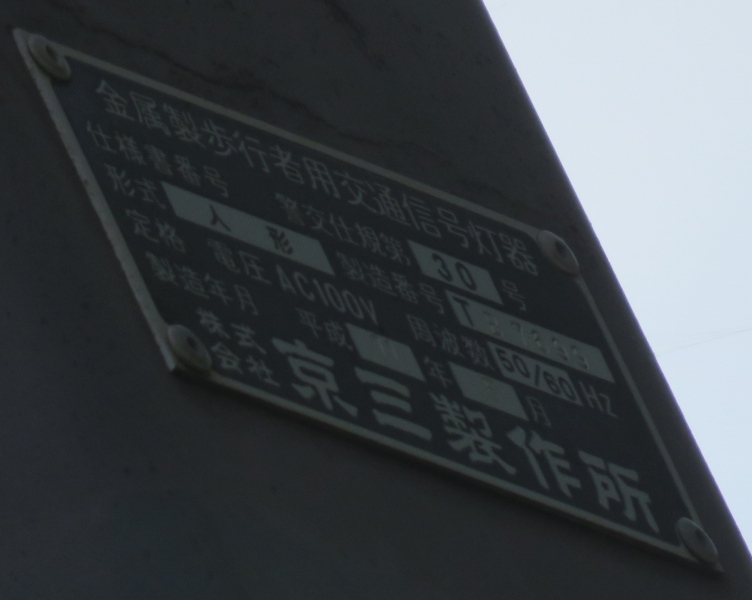 金属製歩行者用交通信号灯器
仕様書番号 警交仕規第 30 号
形式 人形 製造番号 T
定格 電圧 AC100V 周波数 50/60 Hz
製造年月 平成 11 年 月
株式会社 京三製作所